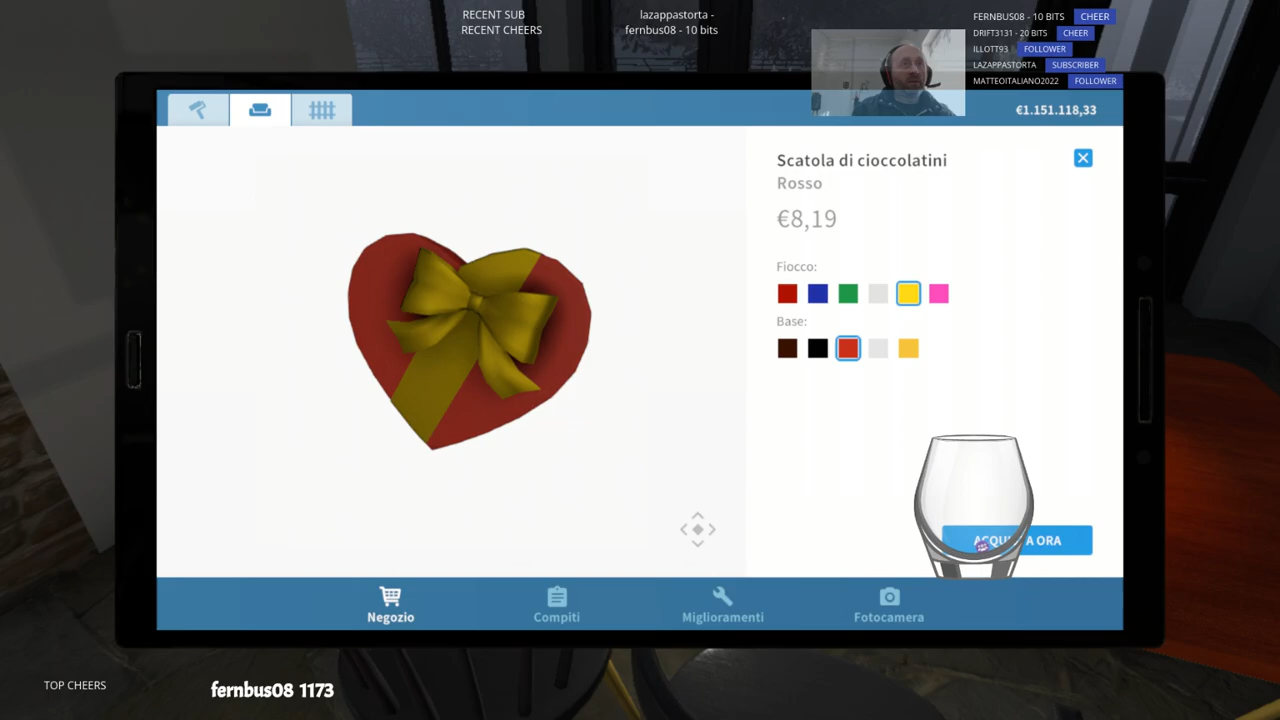 RECENT SUB
lazappastorta -
RECENT CHEERS
fernbus08 - 10 bits
FERNBUS08 - 10 BITS CHEER
DRIFT3131 - 20 BITS CHEER
ILLOTT93 FOLLOWER
LAZAPPASTORTA SUBSCRIBER
MATTEOITALIANO2022 FOLLOWER
€1.151.118,33
Scatola di cioccolatini
Rosso
€8,19
Fiocco:
Base:
ACQUISTA ORA
Negozio
Compiti
Miglioramenti
Fotocamera
TOP CHEERS
fernbus08 1173